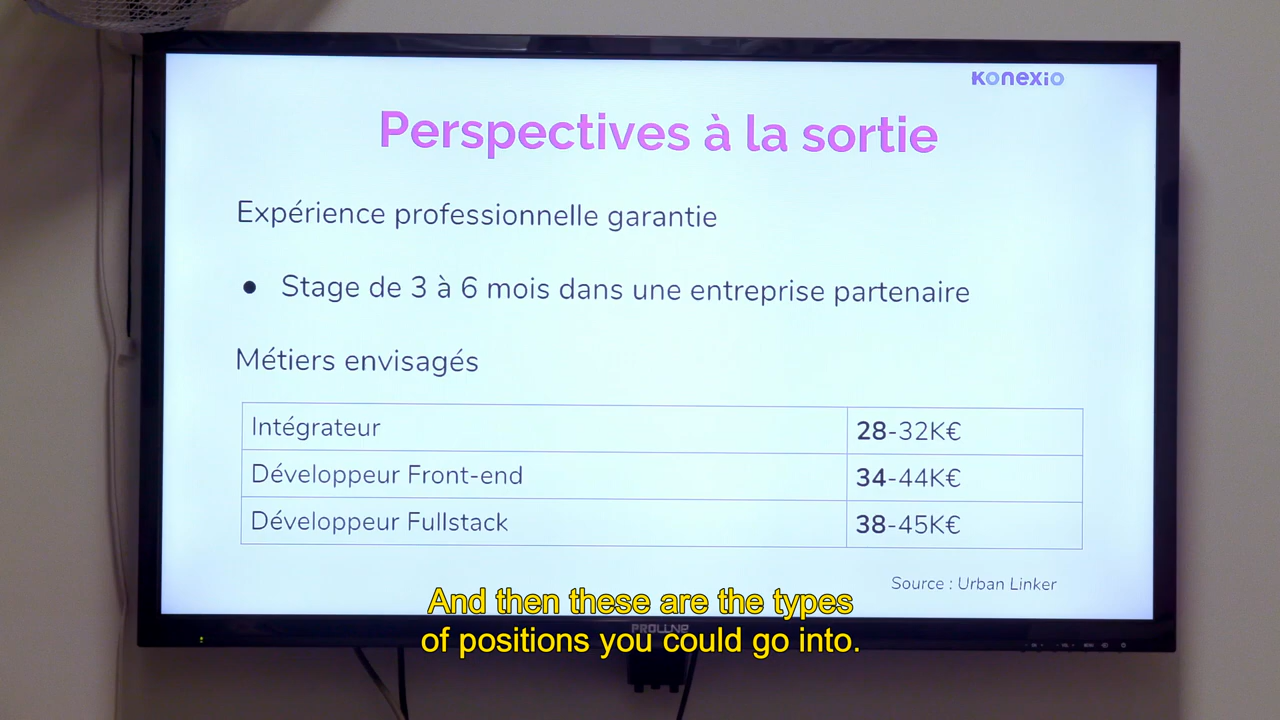 Konexio
Perspectives à la sortie
Expérience professionnelle garantie
● Stage de 3 à 6 mois dans une entreprise partenaire
Métiers envisagés
Intégrateur 28-32K€
Développeur Front-end 34-44K€
Développeur Fullstack 38-45K€
Source : Urban Linker
And then these are the types
PROLINE
of positions you could go into.